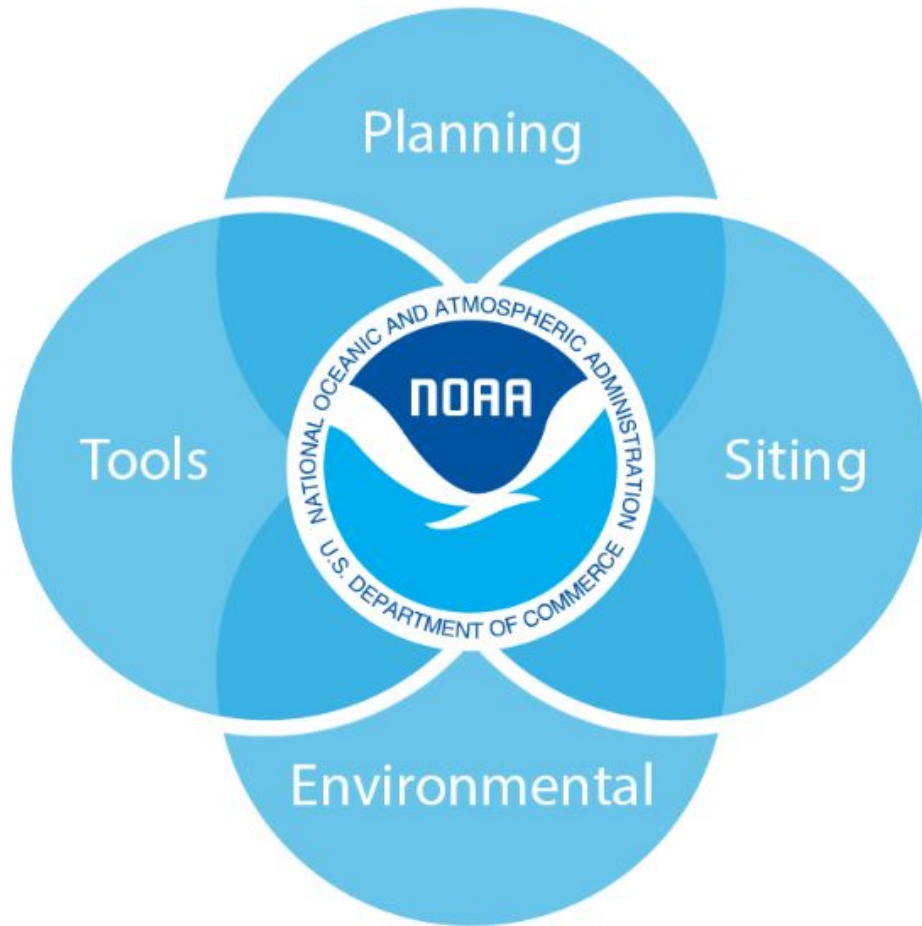 Planning
NATIONAL OCEANIC AND ATMOSPHERIC ADMINISTRATION
NOAA
Tools
Siting
U.S. DEPARTMENT OF COMMERCE
Environmental